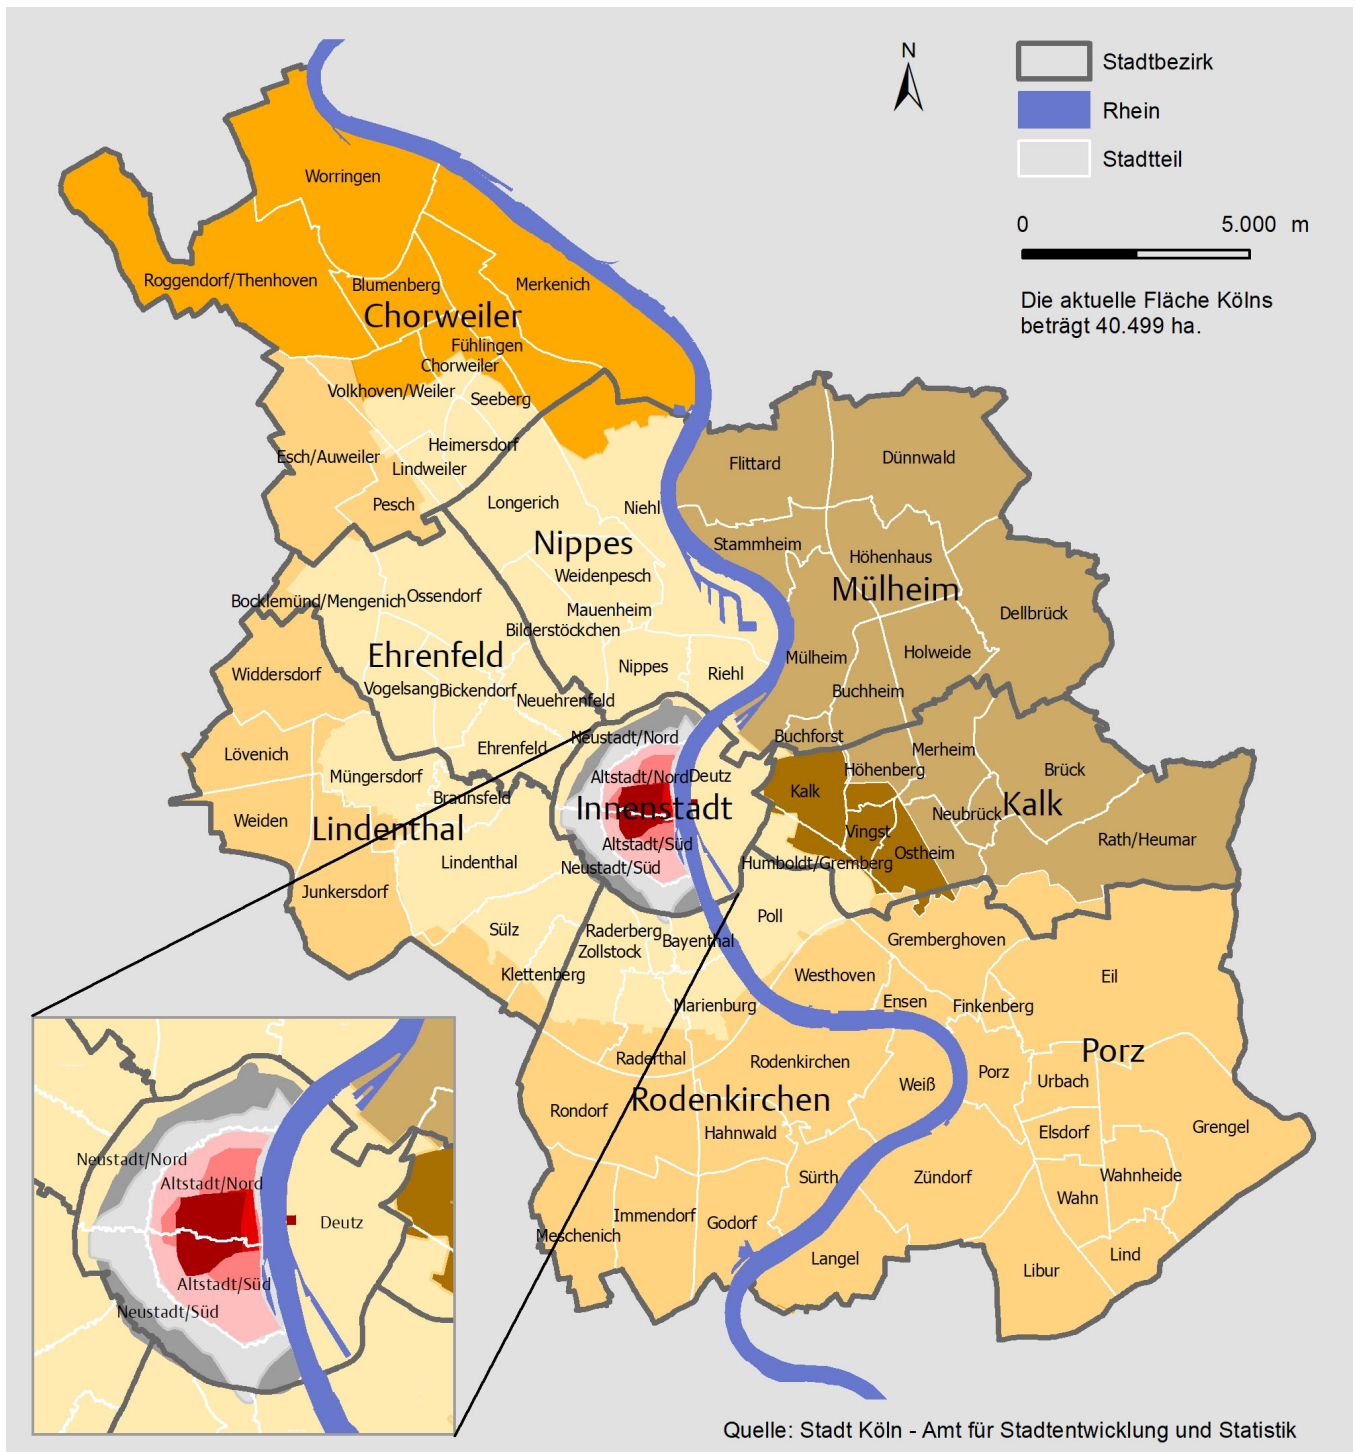 N
Stadtbezirk
Rhein
Stadtteil
0 5.000 m
Die aktuelle Fläche Kölns
beträgt 40.499 ha.
Worringen
Roggendorf/Thenhoven
Blumenberg
Merkenich
Chorweiler
Fühlingen
Chorweiler
Volkhoven/Weiler
Seeberg
Heimersdorf
Esch/Auweiler
Lindweiler
Pesch
Longerich
Niehl
Nippes
Weidenpesch
Mauenheim
Bilderstöckchen
Nippes
Riehl
Flittard
Dünnwald
Stammheim
Höhenhaus
Mülheim
Dellbrück
Mülheim
Holweide
Buchheim
Buchforst
Bocklemünd/Mengenich
Ossendorf
Ehrenfeld
Vogelsang
Bickendorf
Neuehrenfeld
Ehrenfeld
Widdersdorf
Lövenich
Müngersdorf
Braunsfeld
Weiden
Lindenthal
Lindenthal
Junkersdorf
Sülz
Klettenberg
Neustadt/Nord
Altstadt/Nord
Deutz
Innenstadt
Altstadt/Süd
Neustadt/Süd
Kalk
Höhenberg
Merheim
Brück
Neubrück
Kalk
Vingst
Ostheim
Rath/Heumar
Humboldt/Gremberg
Poll
Raderberg
Zollstock
Bayenthal
Marienburg
Raderthal
Rodenkirchen
Weiß
Rondorf
Rodenkirchen
Hahnwald
Sürth
Immendorf
Godorf
Meschenich
Gremberghoven
Westhoven
Eil
Ensen
Finkenberg
Porz
Porz
Urbach
Elsdorf
Grengel
Wahnheide
Zündorf
Wahn
Langel
Libur
Lind
Neustadt/Nord
Altstadt/Nord
Deutz
Altstadt/Süd
Neustadt/Süd
Quelle: Stadt Köln - Amt für Stadtentwicklung und Statistik